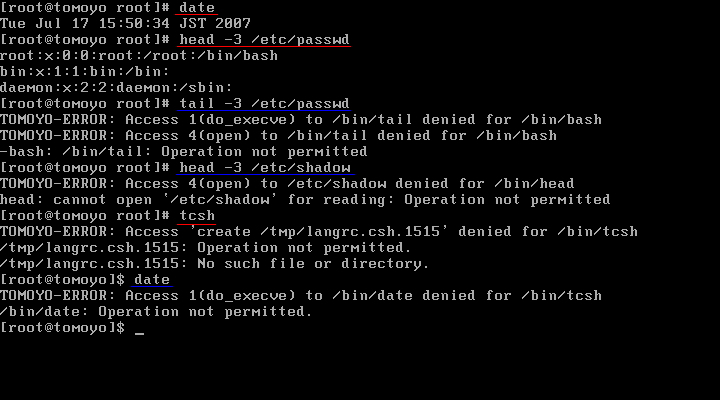 [root@tomoyo root]# date
Tue Jul 17 15:50:34 JST 2007
[root@tomoyo root]# head -3 /etc/passwd
root:x:0:0:root:/root:/bin/bash
bin:x:1:1:bin:/bin:
daemon:x:2:2:daemon:/sbin:
[root@tomoyo root]# tail -3 /etc/passwd
TOMOYO-ERROR: Access 1(do_execve) to /bin/tail denied for /bin/bash
TOMOYO-ERROR: Access 4(open) to /bin/tail denied for /bin/bash
-bash: /bin/tail: Operation not permitted
[root@tomoyo root]# head -3 /etc/shadow
TOMOYO-ERROR: Access 4(open) to /etc/shadow denied for /bin/head
head: cannot open `/etc/shadow' for reading: Operation not permitted
[root@tomoyo root]# tcsh
TOMOYO-ERROR: Access 'create /tmp/langrc.csh.1515' denied for /bin/tcsh
/tmp/langrc.csh.1515: Operation not permitted.
/tmp/langrc.csh.1515: No such file or directory.
[root@tomoyo]$ date
TOMOYO-ERROR: Access 1(do_execve) to /bin/date denied for /bin/tcsh
/bin/date: Operation not permitted.
[root@tomoyo]$ _